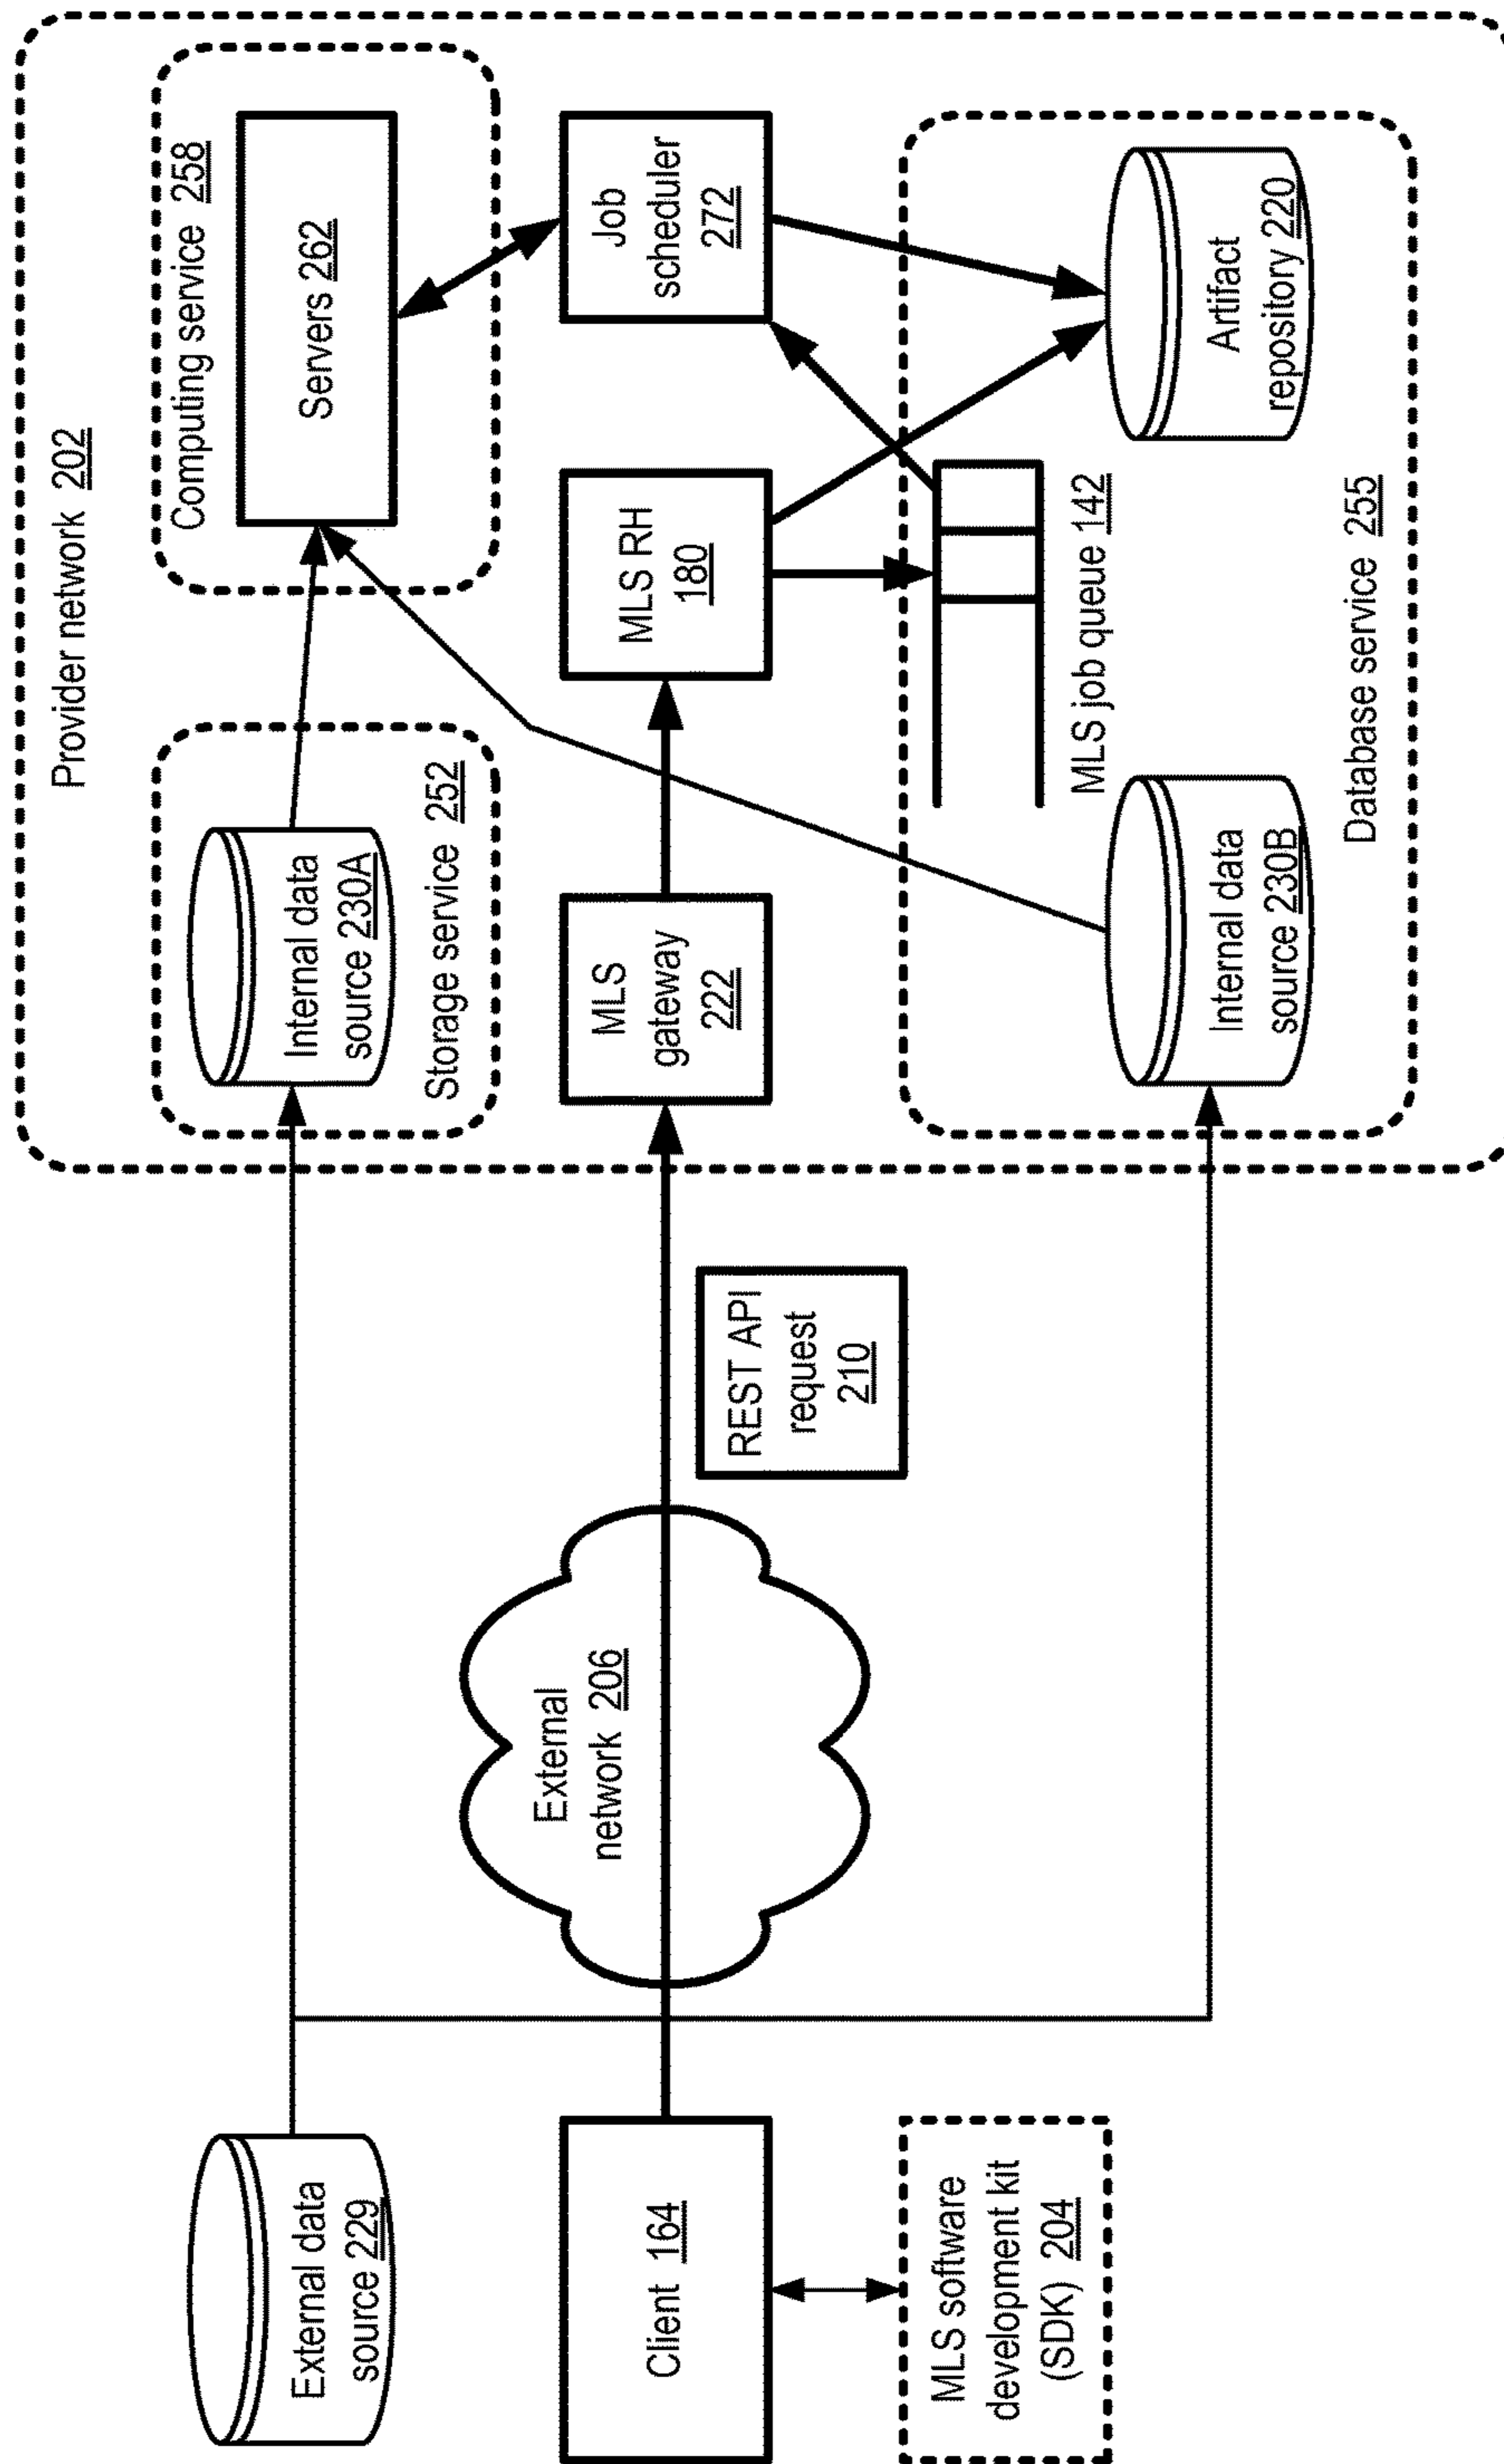 Provider network 202
Computing service 258
Servers 262
Internal data
source 230A
Storage service 252
External data
source 229
External
network 206
Client 164
MLS
gateway
222
MLS RH
180
Job
scheduler
272
REST API
request
210
MLS software
development kit
(SDK) 204
MLS job queue 142
Internal data
source 230B
Artifact
repository 220
Database service 255